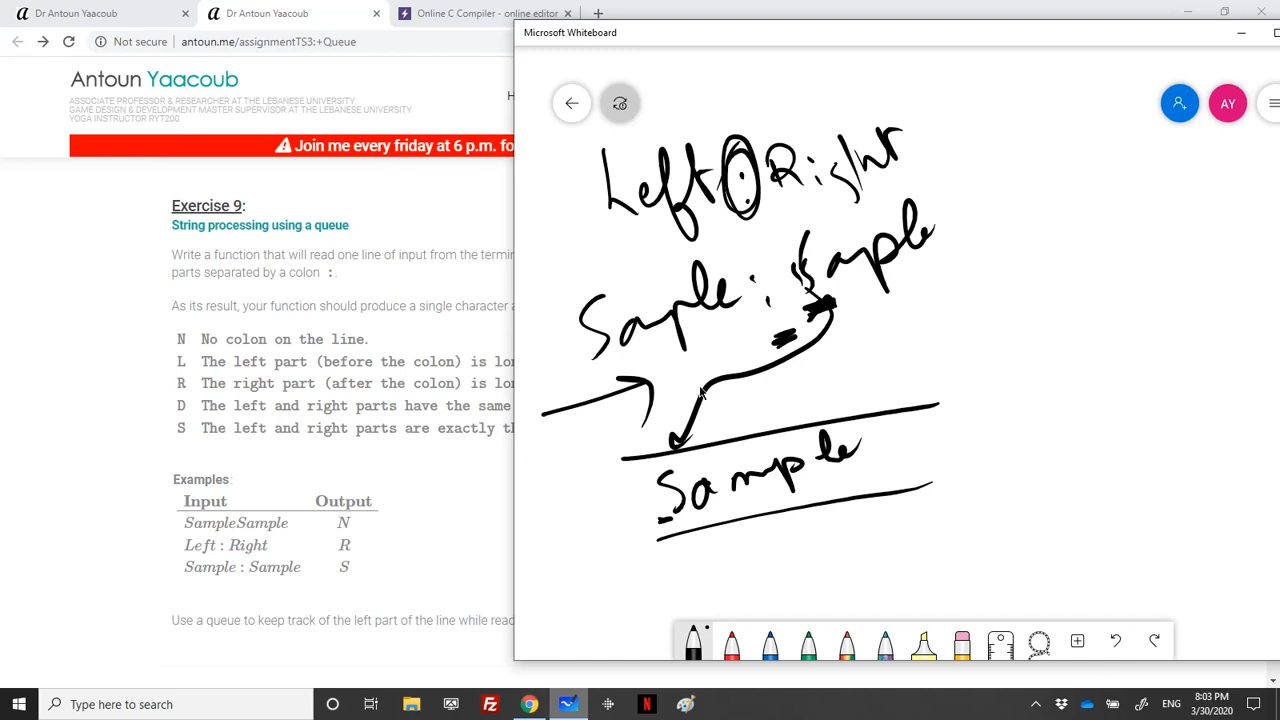 Dr Antoun Yaacoub
Dr Antoun Yaacoub
Online C Compiler - online editor
Not secure
antoun.me/assignmentTS3:+Queue
Microsoft Whiteboard
Antoun Yaacoub
ASSOCIATE PROFESSOR & RESEARCHER AT THE LEBANESE UNIVERSITY
GAME DESIGN & DEVELOPMENT MASTER SUPERVISOR AT THE LEBANESE UNIVERSITY
YOGA INSTRUCTOR RYT200
H
Join me every friday at 6 p.m. fo
AY
Exercise 9:
String processing using a queue
Write a function that will read one line of input from the termin
parts separated by a colon :.
As its result, your function should produce a single character a
N No colon on the line.
L The left part (before the colon) is lon
R The right part (after the colon) is lon
D The left and right parts have the same
S The left and right parts are exactly th
Examples:
Input Output
SampleSample N
Left : Right R
Sample : Sample S
Use a queue to keep track of the left part of the line while read
Left : Right
Sample : Sample
Sample
Type here to search
ENG
8:03 PM
3/30/2020